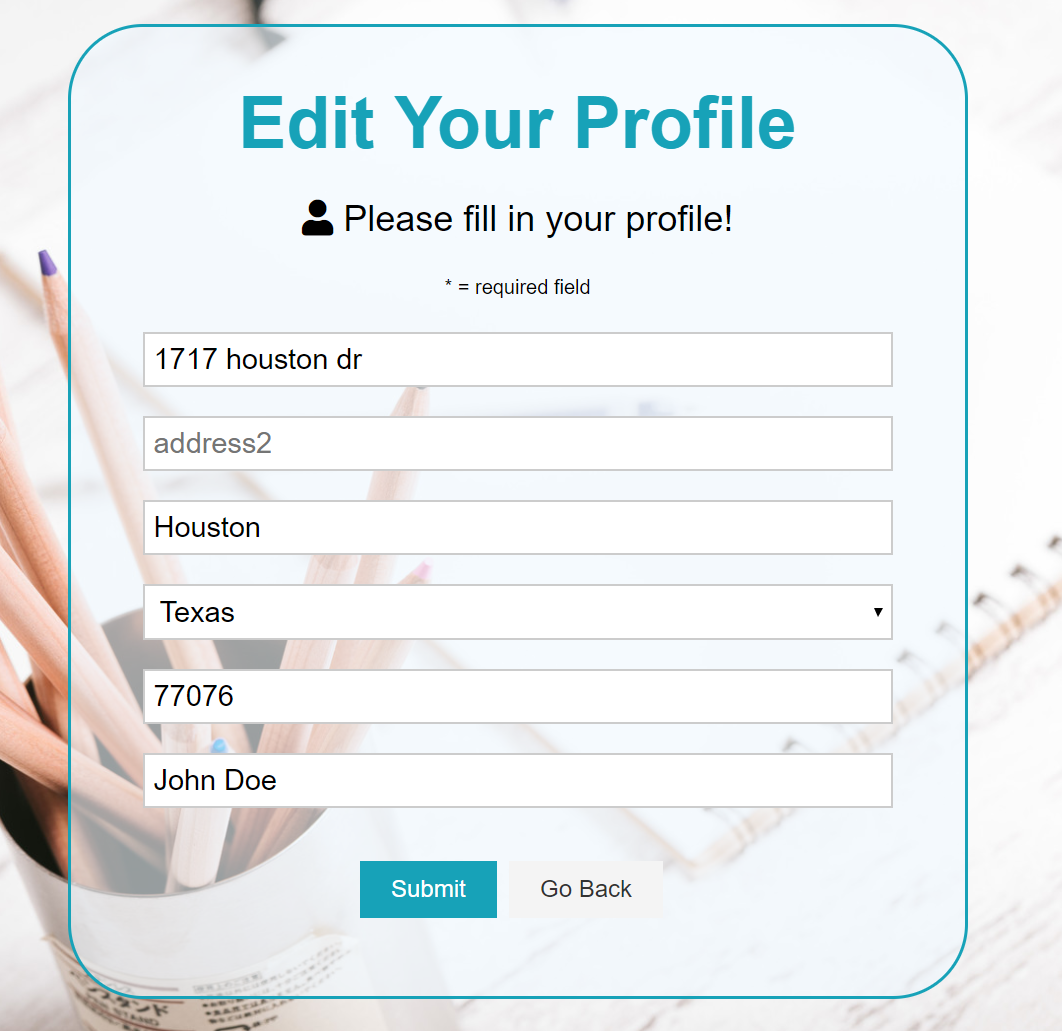 Edit Your Profile
Please fill in your profile!
* = required field
1717 houston dr
address2
Houston
Texas
77076
John Doe
Submit
Go Back